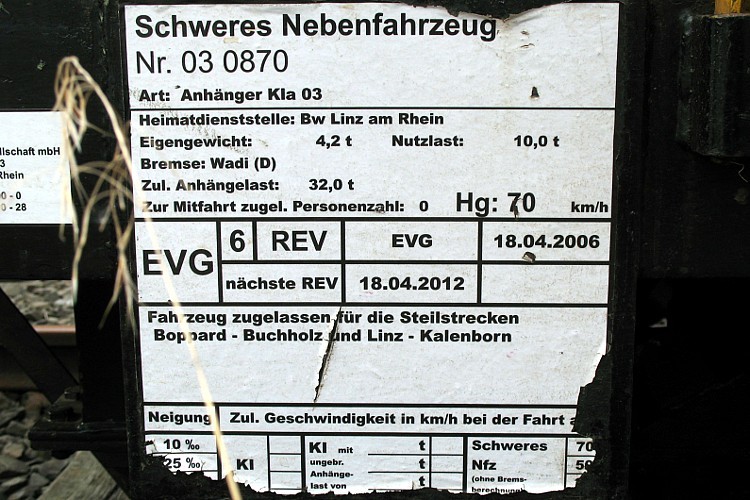 Schweres Nebenfahrzeug
Nr. 03 0870
Art: Anhänger Kla 03
Heimatdienststelle: Bw Linz am Rhein
Eigengewicht: 4,2 t Nutzlast: 10,0 t
Bremse: Wadi (D)
Zul. Anhängelast: 32,0 t
Zur Mitfahrt zugel. Personenzahl: 0 Hg: 70 km/h
EVG 6 REV EVG 18.04.2006
nächste REV 18.04.2012
Fahrzeug zugelassen für die Steilstrecken
Boppard - Buchholz und Linz - Kalenborn
Neigung Zul. Geschwindigkeit in km/h bei der Fahrt
10 ‰ KI KI mit t Schweres 70
25 ‰ ungebr. t Nfz 50
Anhänge- t (ohne Brems-
last von berechnung
llschaft mbH
3
Rhein
0 - 0
0 - 28